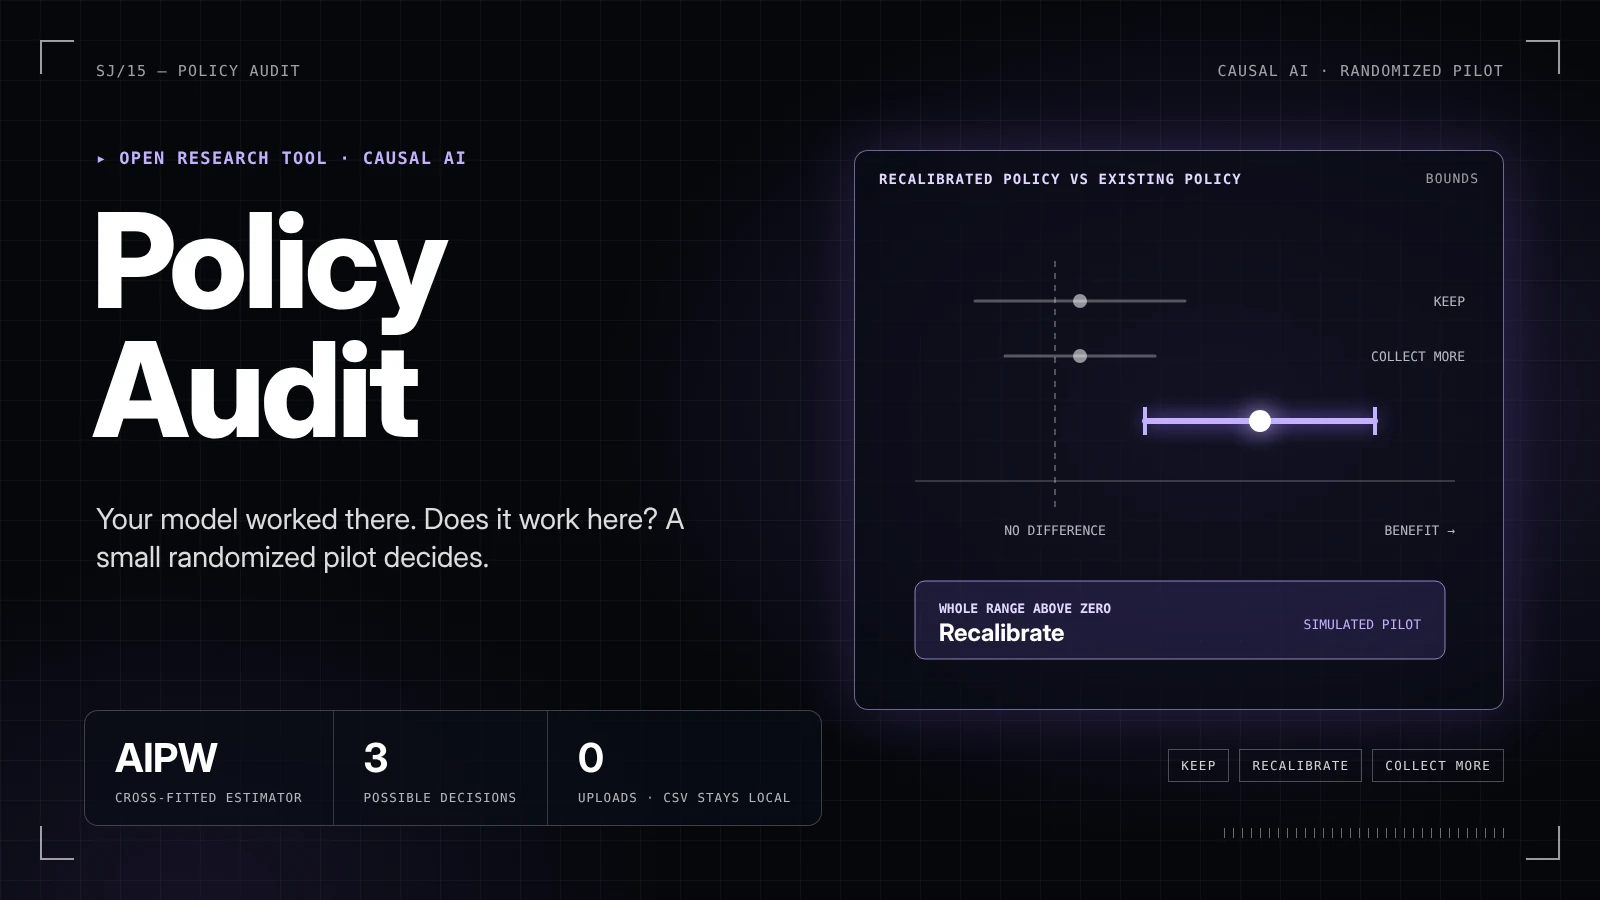 SJ/15 — POLICY AUDIT
CAUSAL AI · RANDOMIZED PILOT
▸ OPEN RESEARCH TOOL · CAUSAL AI
Policy
Audit
Your model worked there. Does it work here? A
small randomized pilot decides.
RECALIBRATED POLICY VS EXISTING POLICY
BOUNDS
KEEP
COLLECT MORE
NO DIFFERENCE
BENEFIT →
WHOLE RANGE ABOVE ZERO
Recalibrate
SIMULATED PILOT
AIPW
CROSS-FITTED ESTIMATOR
3
POSSIBLE DECISIONS
0
UPLOADS · CSV STAYS LOCAL
KEEP
RECALIBRATE
COLLECT MORE